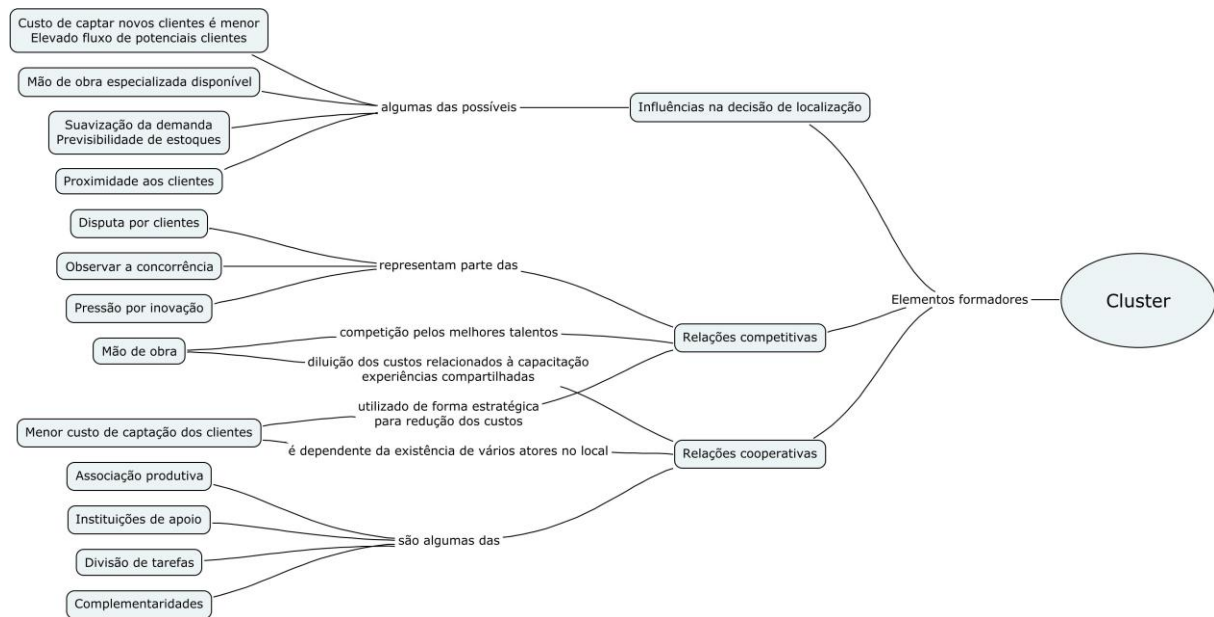 Custo de captar novos clientes é menor
Elevado fluxo de potenciais clientes
Mão de obra especializada disponível
algumas das possíveis
Influências na decisão de localização
Suavização da demanda
Previsibilidade de estoques
Proximidade aos clientes
Disputa por clientes
Observar a concorrência
representam parte das
Pressão por inovação
Elementos formadores
Cluster
Mão de obra
competição pelos melhores talentos
Relações competitivas
diluição dos custos relacionados à capacitação
experiências compartilhadas
utilizado de forma estratégica
para redução dos custos
Menor custo de captação dos clientes
é dependente da existência de vários atores no local
Relações cooperativas
Associação produtiva
Instituições de apoio
são algumas das
Divisão de tarefas
Complementaridades